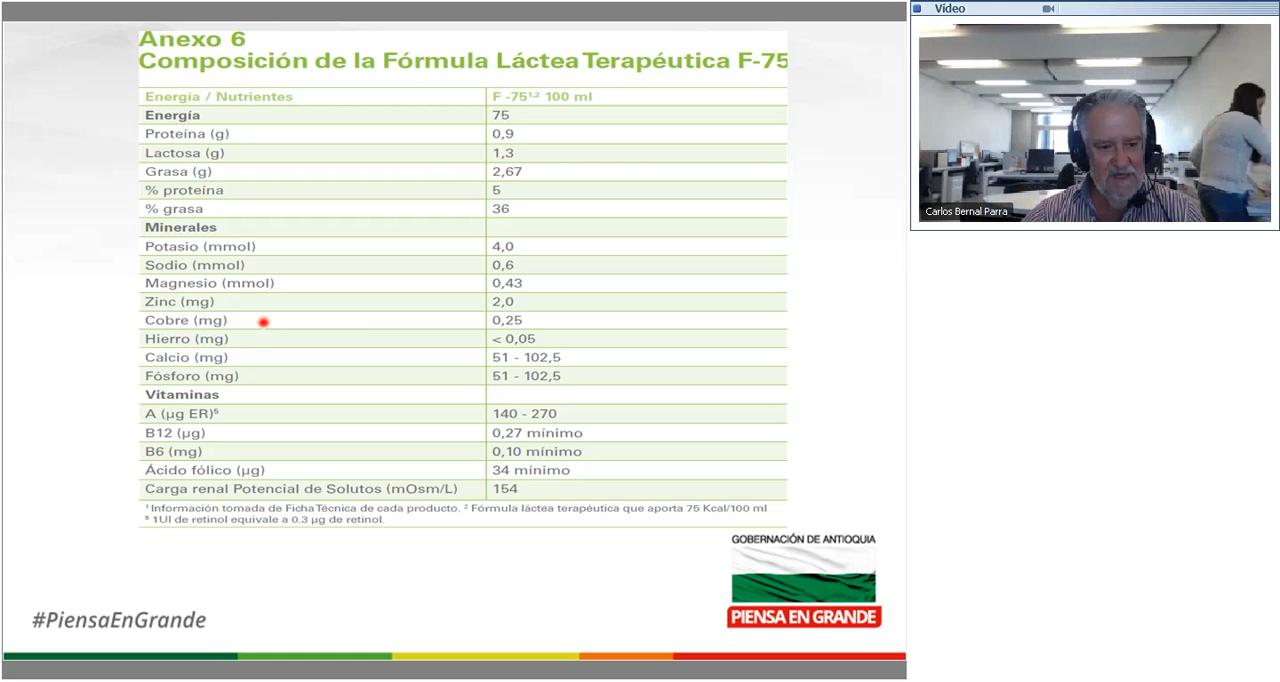 Anexo 6
Composición de la Fórmula Láctea Terapéutica F-75
Energía / Nutrientes F -75¹·² 100 ml
Energía 75
Proteína (g) 0,9
Lactosa (g) 1,3
Grasa (g) 2,67
% proteína 5
% grasa 36
Minerales
Potasio (mmol) 4,0
Sodio (mmol) 0,6
Magnesio (mmol) 0,43
Zinc (mg) 2,0
Cobre (mg) 0,25
Hierro (mg) < 0,05
Calcio (mg) 51 - 102,5
Fósforo (mg) 51 - 102,5
Vitaminas
A (µg ER)⁵ 140 - 270
B12 (µg) 0,27 mínimo
B6 (mg) 0,10 mínimo
Ácido fólico (µg) 34 mínimo
Carga renal Potencial de Solutos (mOsm/L) 154
¹ Información tomada de Ficha Técnica de cada producto. ² Fórmula láctea terapéutica que aporta 75 Kcal/100 ml
⁵ 1UI de retinol equivale a 0.3 µg de retinol.
GOBERNACIÓN DE ANTIOQUIA
PIENSA EN GRANDE
#PiensaEnGrande
Vídeo
Carlos Bernal Parra